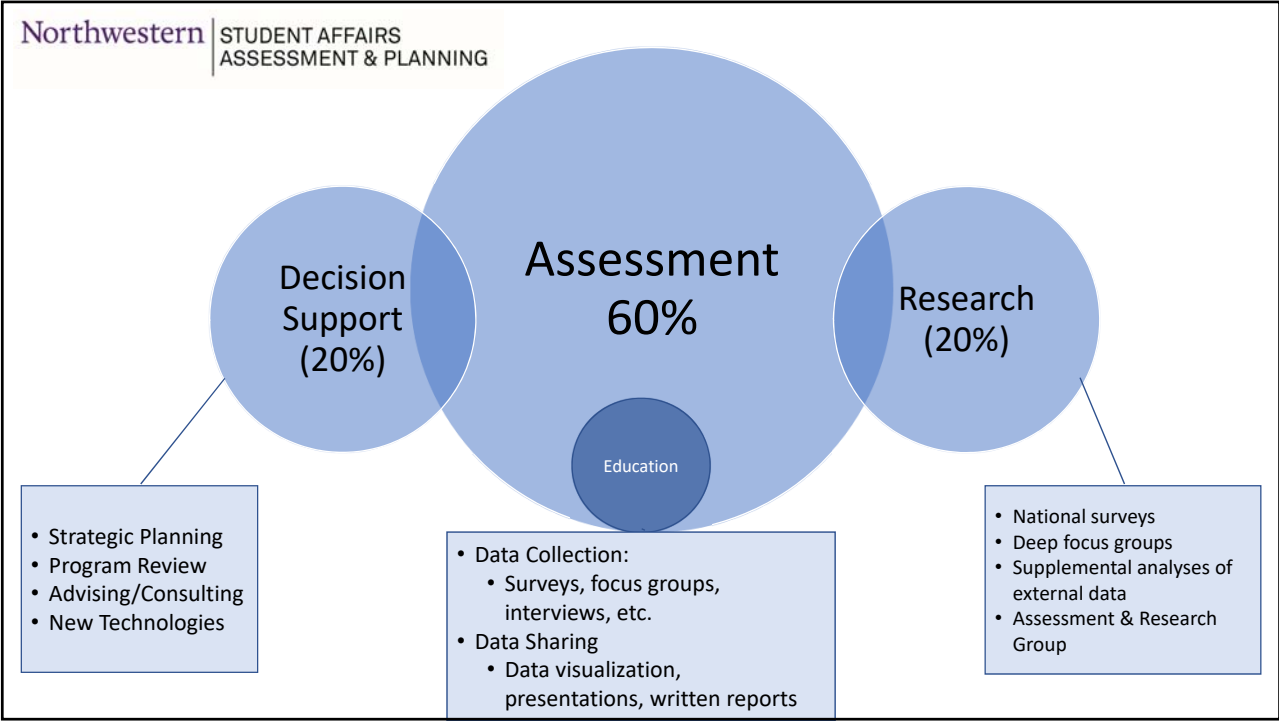 Northwestern
STUDENT AFFAIRS
ASSESSMENT & PLANNING
Decision
Support
(20%)
Assessment
60%
Research
(20%)
Education
• Strategic Planning
• Program Review
• Advising/Consulting
• New Technologies
• Data Collection:
• Surveys, focus groups,
interviews, etc.
• Data Sharing
• Data visualization,
presentations, written reports
• National surveys
• Deep focus groups
• Supplemental analyses of
external data
• Assessment & Research
Group